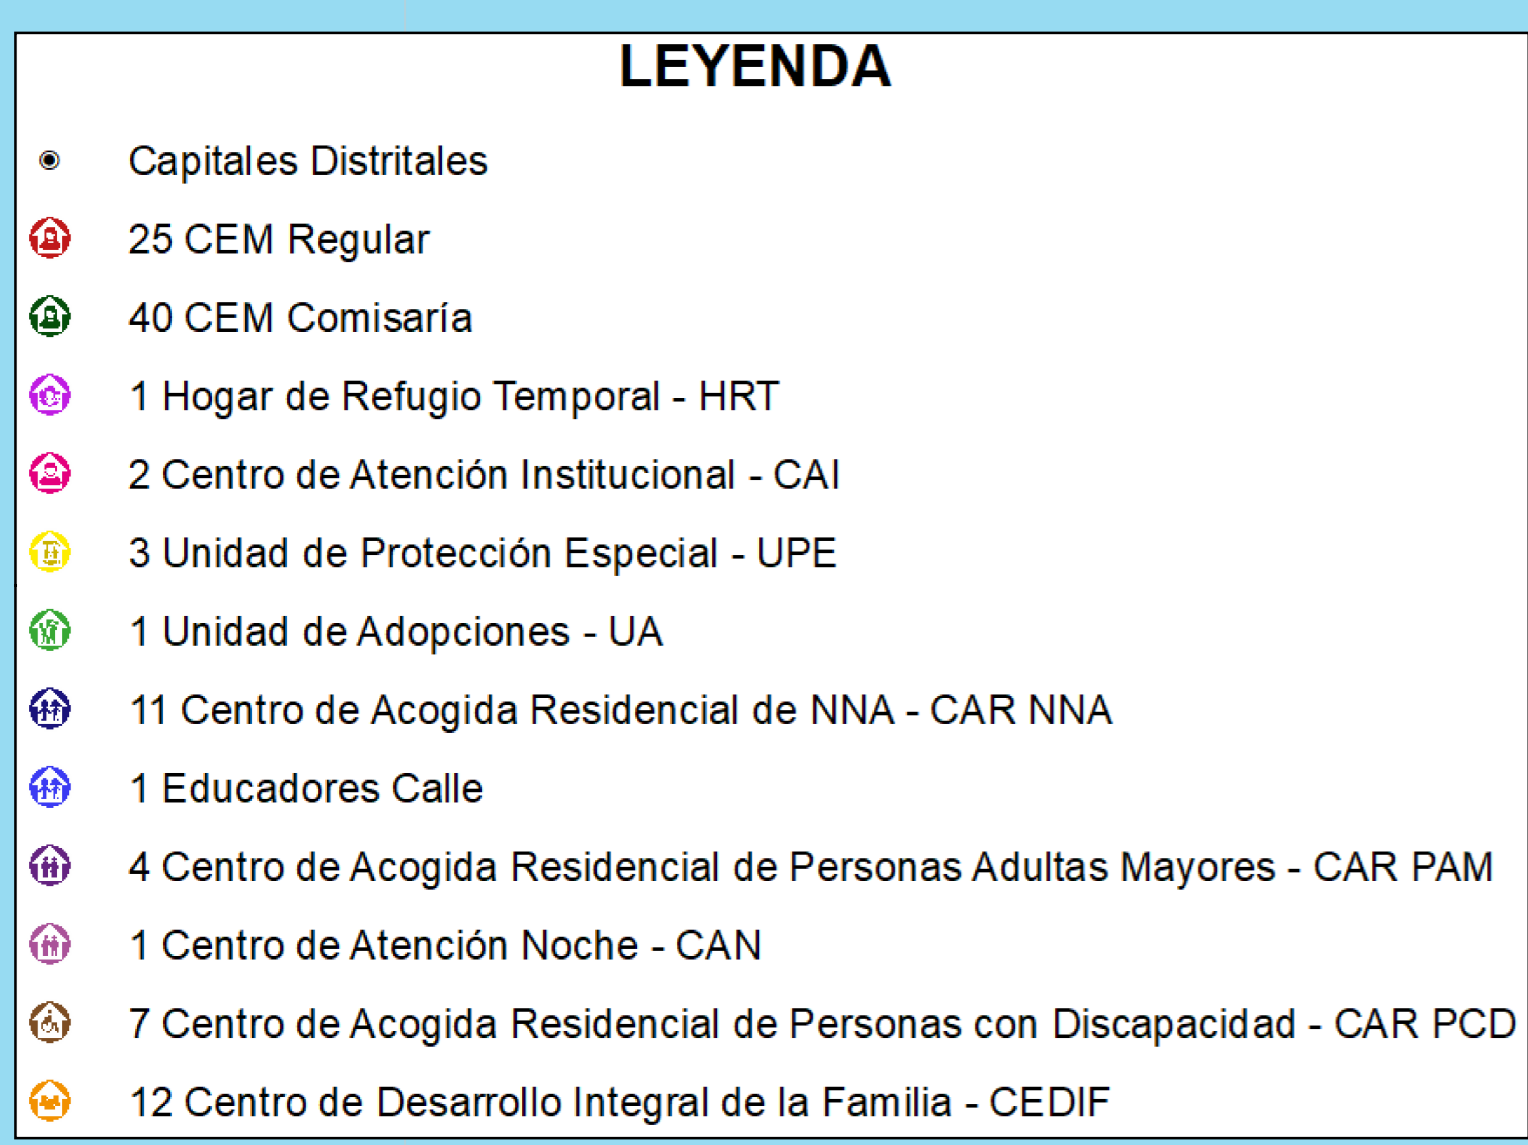 LEYENDA
Capitales Distritales
25 CEM Regular
40 CEM Comisaría
1 Hogar de Refugio Temporal - HRT
2 Centro de Atención Institucional - CAI
3 Unidad de Protección Especial - UPE
1 Unidad de Adopciones - UA
11 Centro de Acogida Residencial de NNA - CAR NNA
1 Educadores Calle
4 Centro de Acogida Residencial de Personas Adultas Mayores - CAR PAM
1 Centro de Atención Noche - CAN
7 Centro de Acogida Residencial de Personas con Discapacidad - CAR PCD
12 Centro de Desarrollo Integral de la Familia - CEDIF